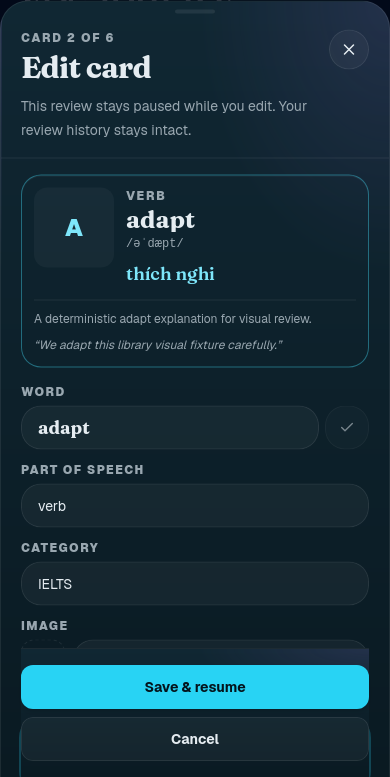 CARD 2 OF 6
Edit card
This review stays paused while you edit. Your
review history stays intact.
A
VERB
adapt
/əˈdæpt/
thích nghi
A deterministic adapt explanation for visual review.
“We adapt this library visual fixture carefully.”
WORD
adapt
PART OF SPEECH
verb
CATEGORY
IELTS
IMAGE
Save & resume
Cancel